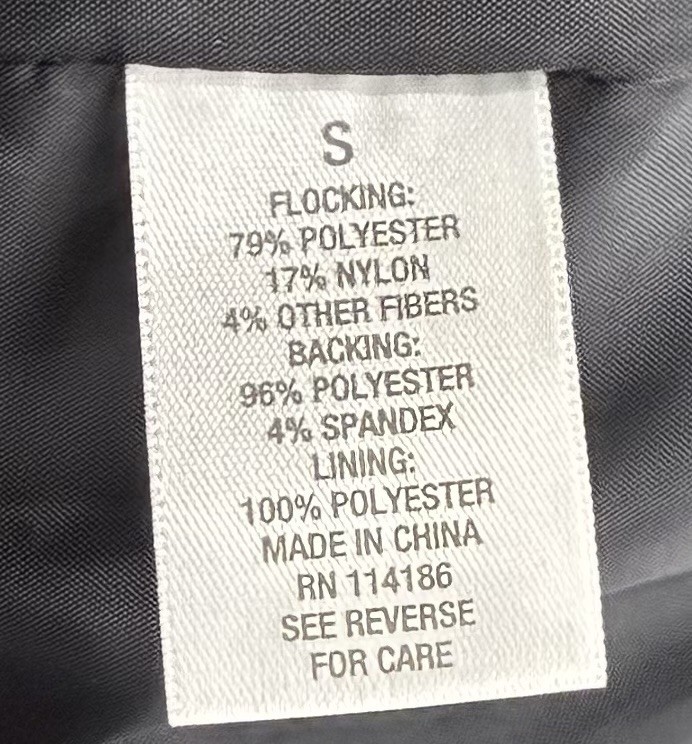 S
FLOCKING:
79% POLYESTER
17% NYLON
4% OTHER FIBERS
BACKING:
96% POLYESTER
4% SPANDEX
LINING:
100% POLYESTER
MADE IN CHINA
RN 114186
SEE REVERSE
FOR CARE